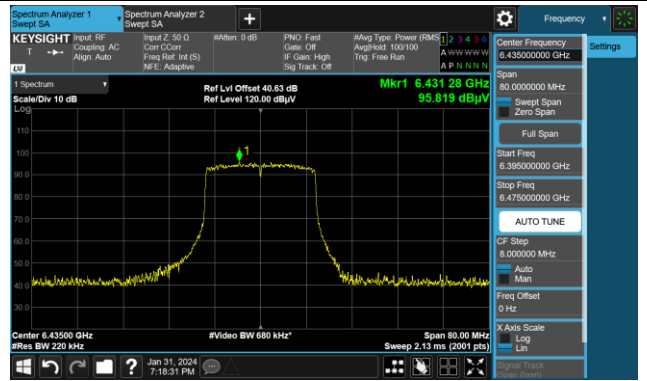 Spectrum Analyzer 1
Swept SA
Spectrum Analyzer 2
Swept SA
+
Frequency
KEYSIGHT
T
LXI
Input: RF
Coupling: AC
Align: Auto
Input Z: 50 Ω
Corr CCorr
Freq Ref: Int (S)
NFE: Adaptive
#Atten: 0 dB
PNO: Fast
Gate: Off
IF Gain: High
Sig Track: Off
#Avg Type: Power (RMS
Avg|Hold: 100/100
Trig: Free Run
1 2 3 4 5 6
A W W W W W
A P N N N N
1 Spectrum
Scale/Div 10 dB
Log
Ref Lvl Offset 40.63 dB
Ref Level 120.00 dBµV
Mkr1 6.431 28 GHz
95.819 dBµV
110
100
90.0
80.0
70.0
60.0
50.0
40.0
30.0
1
Center 6.43500 GHz
#Res BW 220 kHz
#Video BW 680 kHz*
Span 80.00 MHz
Sweep 2.13 ms (2001 pts)
Center Frequency
6.435000000 GHz
Settings
Span
80.0000000 MHz
Swept Span
Zero Span
Full Span
Start Freq
6.395000000 GHz
Stop Freq
6.475000000 GHz
AUTO TUNE
CF Step
8.000000 MHz
Auto
Man
Freq Offset
0 Hz
X Axis Scale
Log
Lin
Signal Track
(Span Zoom)
?
Jan 31, 2024
7:18:31 PM